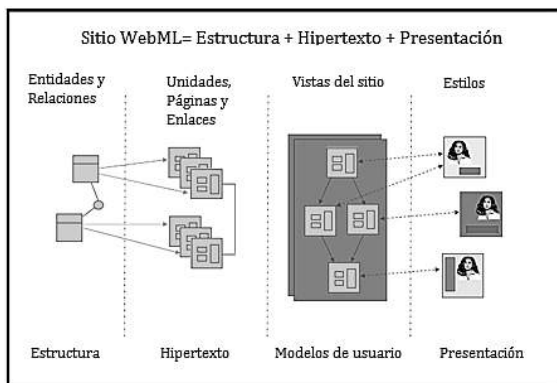 Sitio WebML= Estructura + Hipertexto + Presentación
Entidades y
Relaciones
Unidades,
Páginas y
Enlaces
Vistas del sitio
Estilos
Estructura
Hipertexto
Modelos de usuario
Presentación